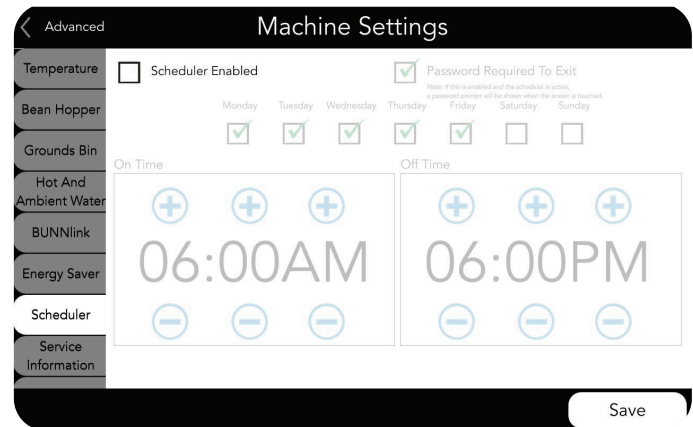 Advanced
Machine Settings
Temperature
Bean Hopper
Grounds Bin
Hot And
Ambient Water
BUNNlink
Energy Saver
Scheduler
Service
Information
Scheduler Enabled
Password Required To Exit
Note: If this is enabled and the scheduler is active,
a password prompt will be shown when the screen is touched
Monday Tuesday Wednesday Thursday Friday Saturday Sunday
On Time
06:00AM
Off Time
06:00PM
Save